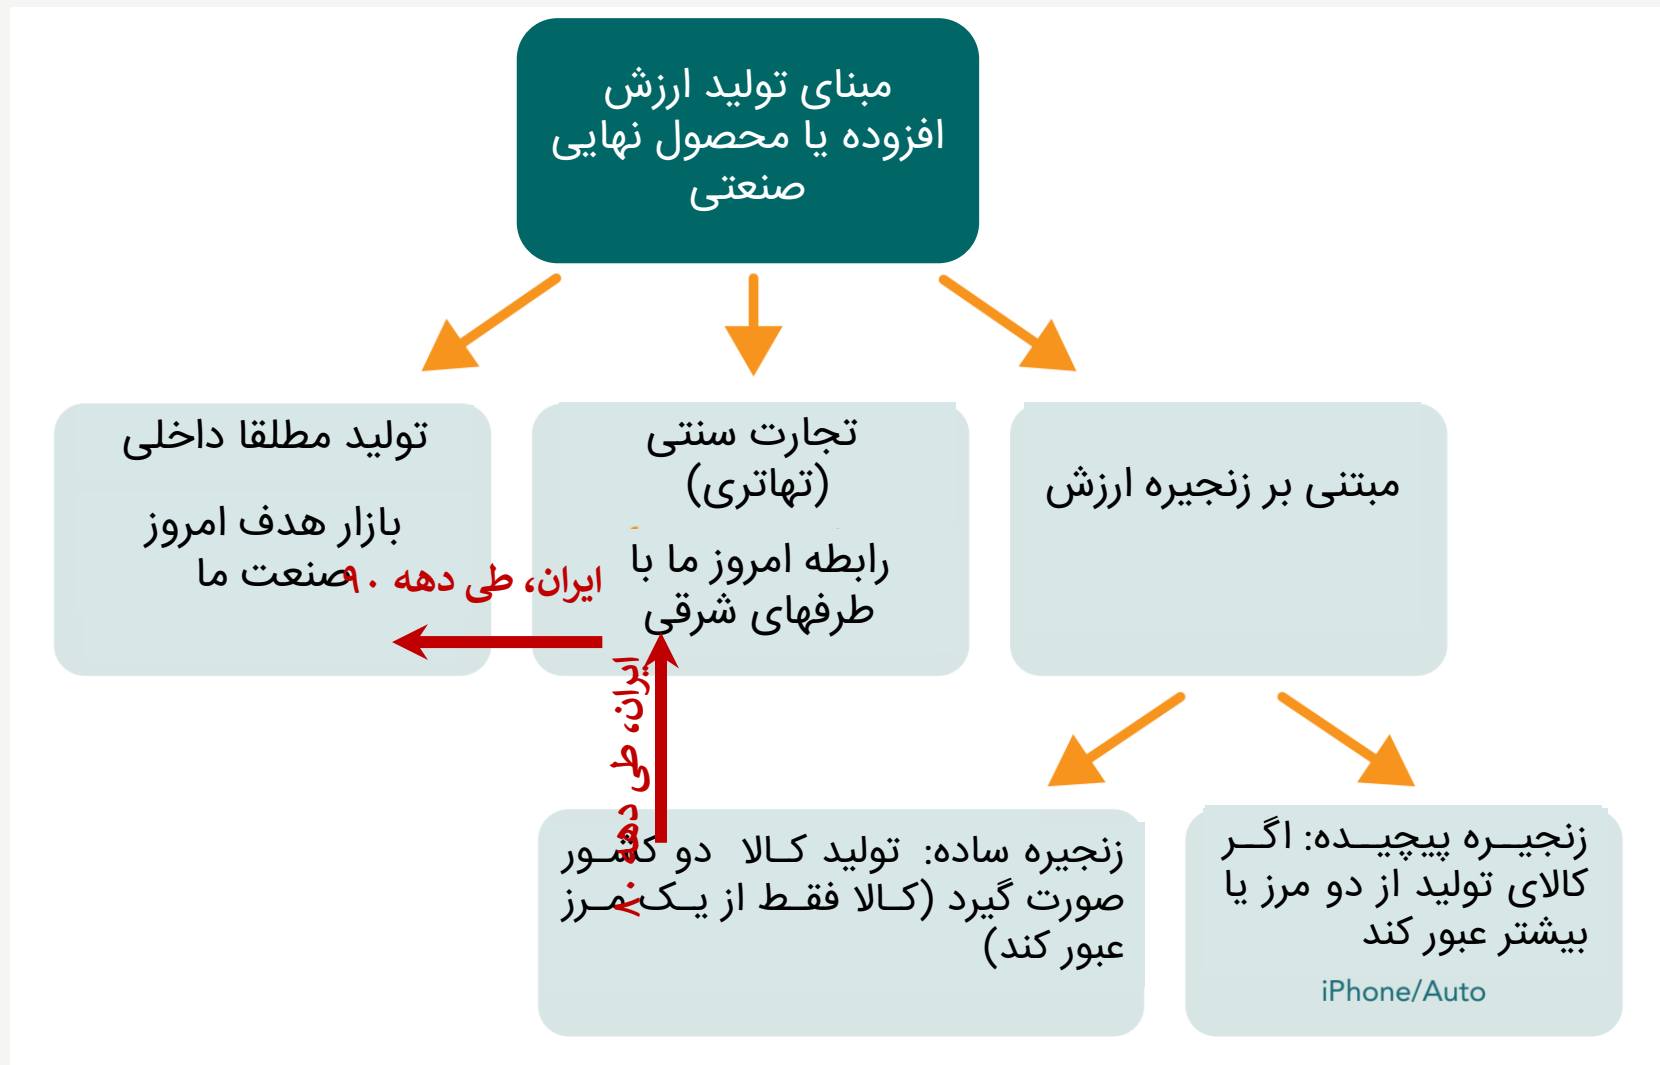 مبنای تولید ارزش
افزوده یا محصول نهایی
صنعتی
مبتنی بر زنجیره ارزش
تجارت سنتی
(تهاتری)
رابطه امروز ما با
طرفهای شرقی
تولید مطلقا داخلی
بازار هدف امروز
صنعت ما
ایران، طی دهه ۹۰
ایران، طی دهه ۸۰
زنجیره پیچیده: اگر
کالای تولید از دو مرز یا
بیشتر عبور کند
iPhone/Auto
زنجیره ساده: تولید کالا دو کشور
صورت گیرد (کالا فقط از یک مرز
عبور کند)